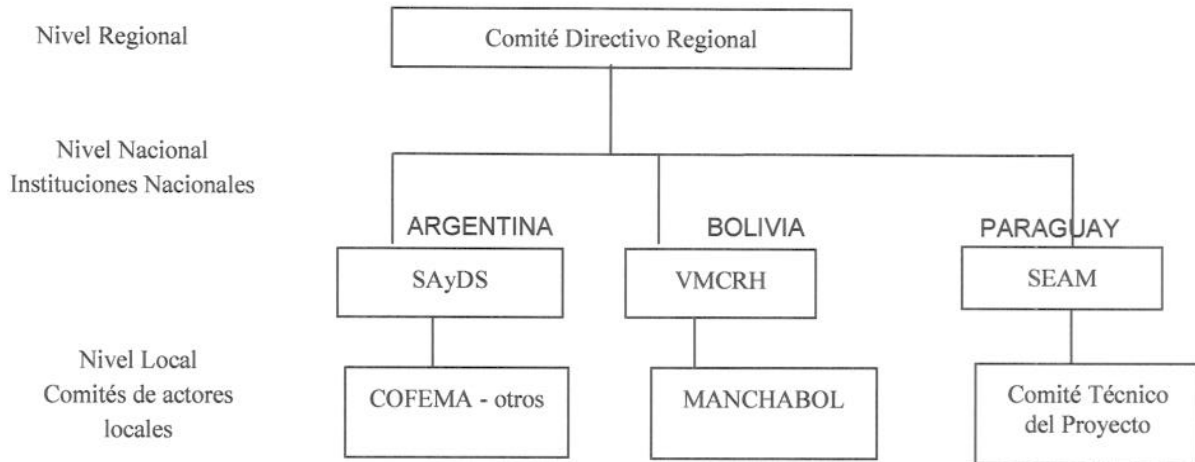 Nivel Regional
Comité Directivo Regional
Nivel Nacional
Instituciones Nacionales
ARGENTINA
BOLIVIA
PARAGUAY
SAyDS
VMCRH
SEAM
Nivel Local
Comités de actores
locales
COFEMA - otros
MANCHABOL
Comité Técnico
del Proyecto